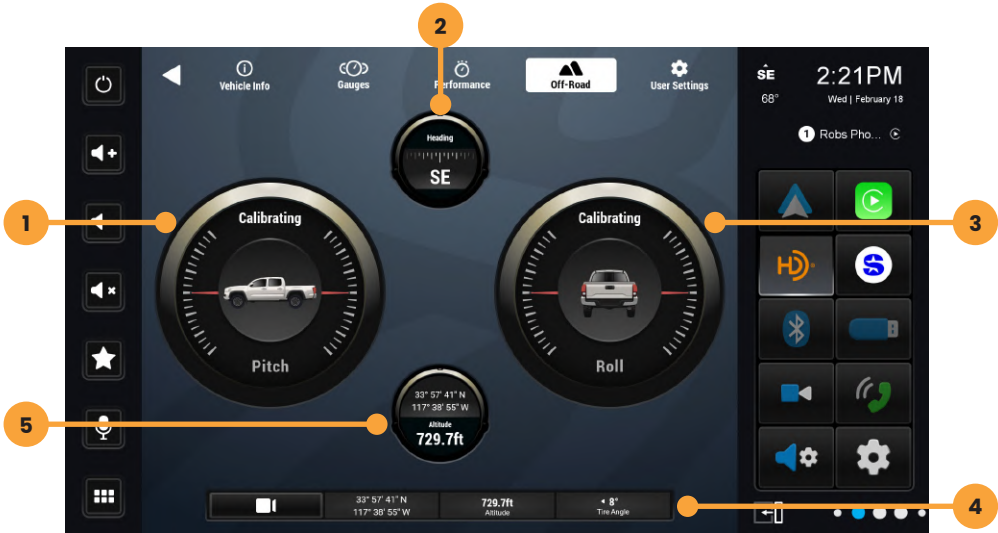 2
Vehicle Info
Gauges
Performance
Off-Road
User Settings
SE
2:21PM
68°
Wed | February 18
1 Robs Pho...
Heading
SE
1
Calibrating
Calibrating
3
HD
S
Pitch
Roll
33° 57' 41" N
117° 38' 55" W
Altitude
729.7ft
5
33° 57' 41" N
117° 38' 55" W
729.7ft
Altitude
8°
Tire Angle
4